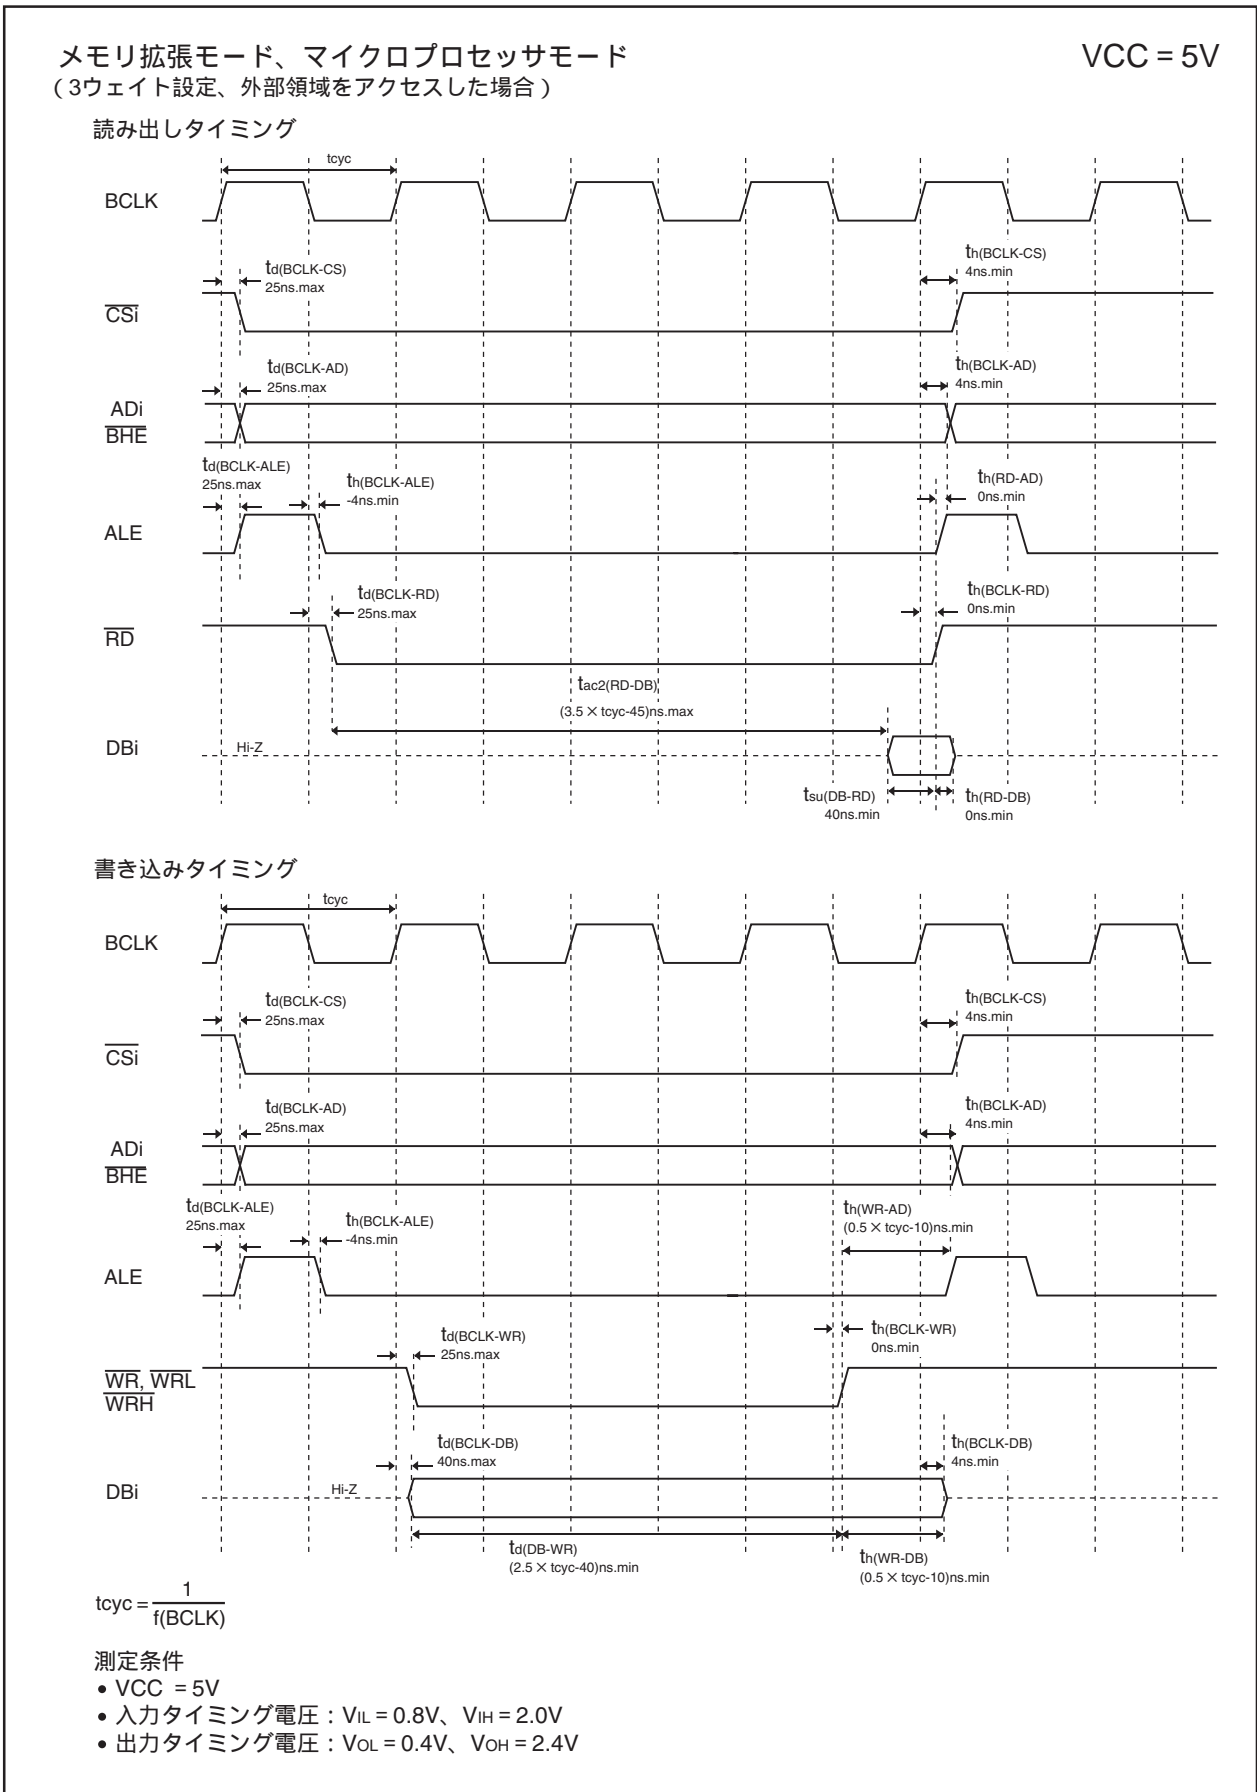 メモリ拡張モード、マイクロプロセッサモード VCC = 5V
(3ウェイト設定、外部領域をアクセスした場合)
読み出しタイミング
tcyc
BCLK
td(BCLK-CS)
25ns.max
th(BCLK-CS)
4ns.min
CSi
td(BCLK-AD)
25ns.max
th(BCLK-AD)
4ns.min
ADi
BHE
td(BCLK-ALE)
25ns.max
th(BCLK-ALE)
-4ns.min
th(RD-AD)
0ns.min
ALE
td(BCLK-RD)
25ns.max
th(BCLK-RD)
0ns.min
RD
tac2(RD-DB)
(3.5 × tcyc-45)ns.max
DBi
Hi-Z
tsu(DB-RD)
40ns.min
th(RD-DB)
0ns.min
書き込みタイミング
tcyc
BCLK
td(BCLK-CS)
25ns.max
th(BCLK-CS)
4ns.min
CSi
td(BCLK-AD)
25ns.max
th(BCLK-AD)
4ns.min
ADi
BHE
td(BCLK-ALE)
25ns.max
th(BCLK-ALE)
-4ns.min
th(WR-AD)
(0.5 × tcyc-10)ns.min
ALE
td(BCLK-WR)
25ns.max
th(BCLK-WR)
0ns.min
WR, WRL
WRH
td(BCLK-DB)
40ns.max
th(BCLK-DB)
4ns.min
DBi
Hi-Z
td(DB-WR)
(2.5 × tcyc-40)ns.min
th(WR-DB)
(0.5 × tcyc-10)ns.min
tcyc = 1
f(BCLK)
測定条件
• VCC = 5V
• 入力タイミング電圧:VIL = 0.8V、VIH = 2.0V
• 出力タイミング電圧:VOL = 0.4V、VOH = 2.4V